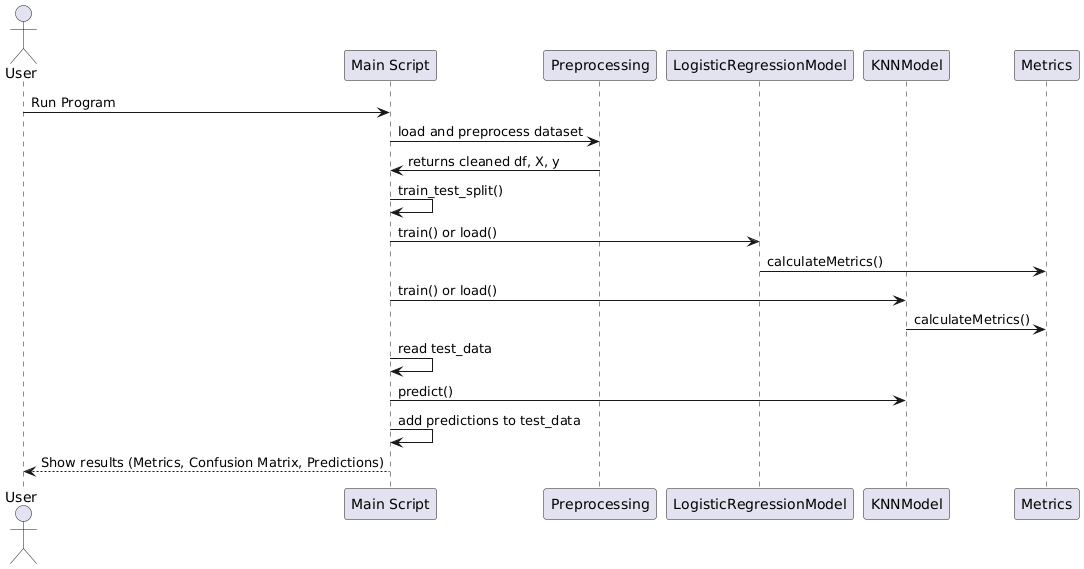 User
Main Script
Preprocessing
LogisticRegressionModel
KNNModel
Metrics
Run Program
load and preprocess dataset
returns cleaned df, X, y
train_test_split()
train() or load()
calculateMetrics()
train() or load()
calculateMetrics()
read test_data
predict()
add predictions to test_data
Show results (Metrics, Confusion Matrix, Predictions)
User
Main Script
Preprocessing
LogisticRegressionModel
KNNModel
Metrics